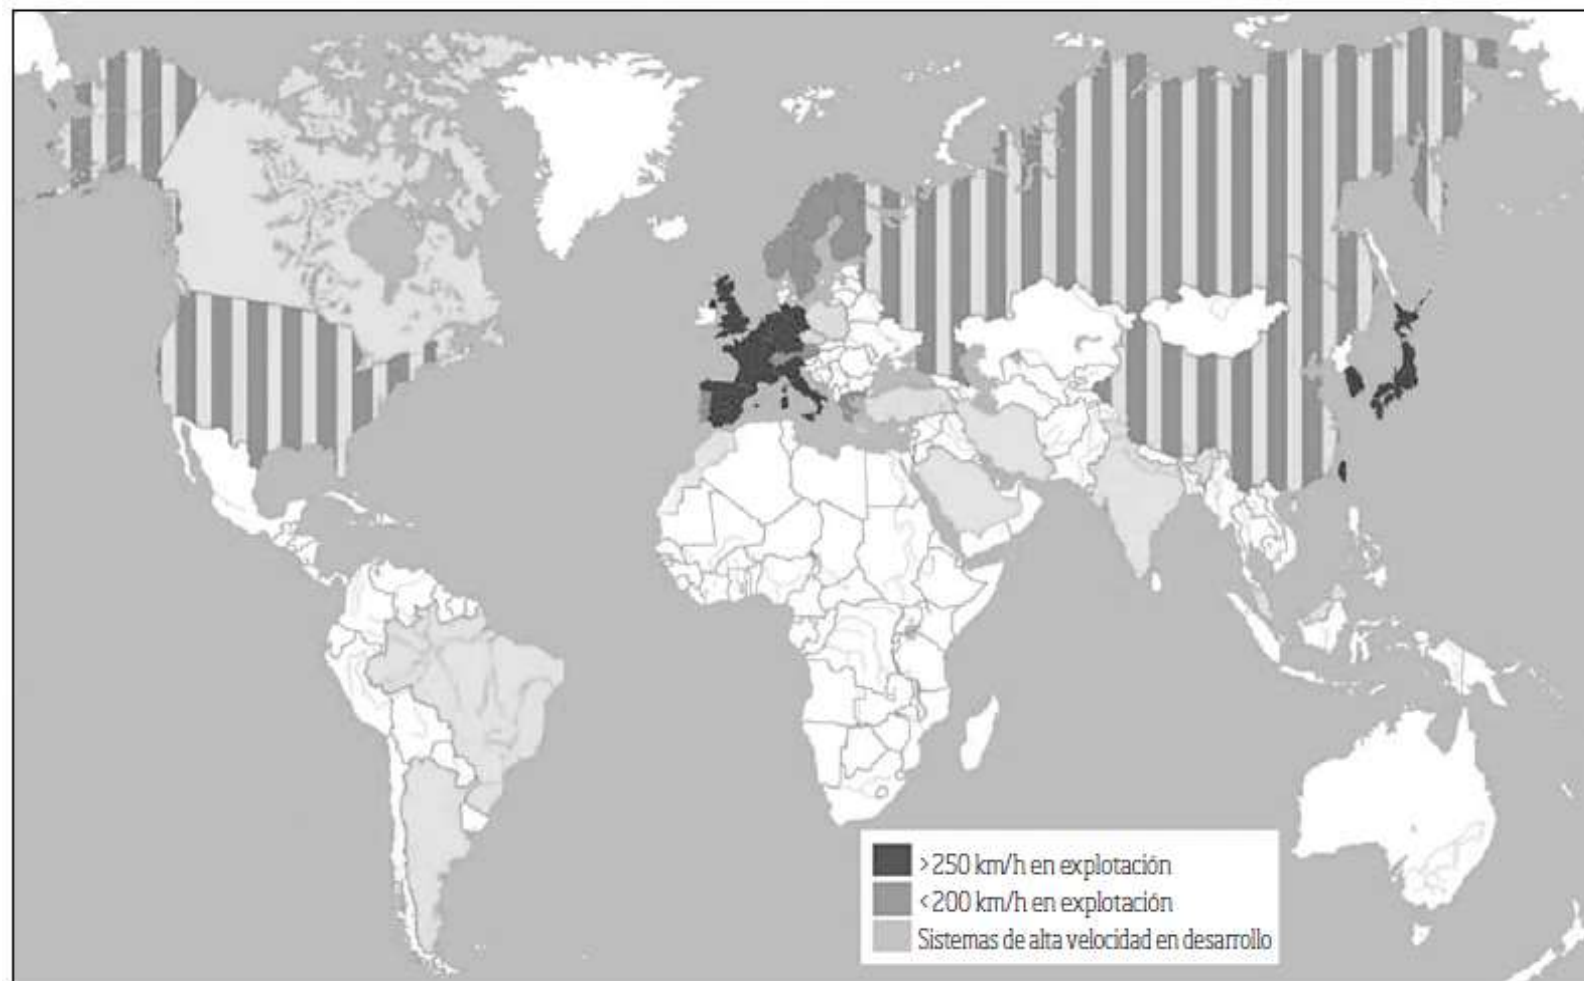 >250 km/h en explotación
<200 km/h en explotación
Sistemas de alta velocidad en desarrollo